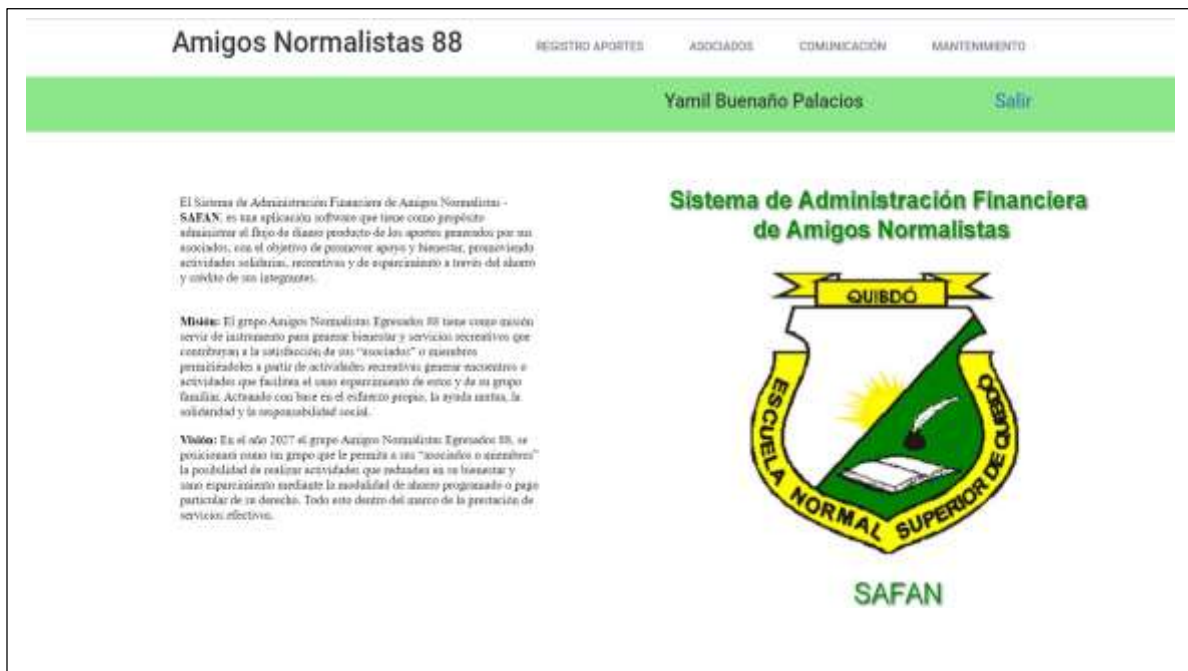 Amigos Normalistas 88
REGISTRO APORTES
ASOCIADOS
COMUNICACIÓN
MANTENIMIENTO
Yamil Buenaño Palacios
Salir
El Sistema de Administración Financiera de Amigos Normalistas -
SAFAN, es una aplicación software que tiene como propósito
administrar el flujo de diario producto de los aportes generados por sus
asociados, con el objetivo de promover apoyo y bienestar, promoviendo
actividades solidarias, recreativas y de esparcimiento a través del ahorro
y crédito de sus integrantes.
Misión: El grupo Amigos Normalistas Egresados 88 tiene como misión
servir de instrumento para generar bienestar y servicios recreativos que
contribuyan a la satisfacción de sus "asociados" o miembros
permitiéndoles a partir de actividades recreativas generar encuentros o
actividades que faciliten el sano esparcimiento de estos y de su grupo
familiar. Actuando con base en el esfuerzo propio, la ayuda mutua, la
solidaridad y la responsabilidad social.
Visión: En el año 2027 el grupo Amigos Normalistas Egresados 88, se
posicionará como un grupo que le permita a sus "asociados o miembros"
la posibilidad de realizar actividades que redunden en su bienestar y
sano esparcimiento mediante la modalidad de ahorro programado o pago
particular de su derecho. Todo esto dentro del marco de la prestación de
servicios efectivos.
Sistema de Administración Financiera
de Amigos Normalistas
QUIBDÓ
ESCUELA NORMAL SUPERIOR DE QUIBDÓ
SAFAN